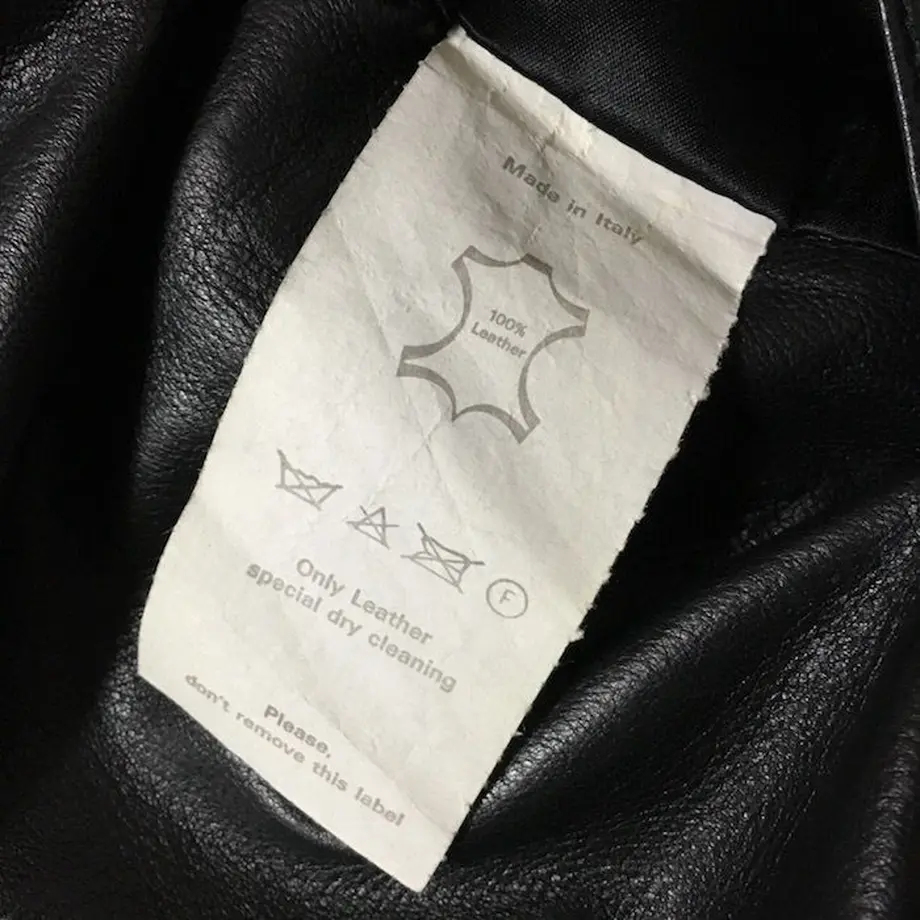 Made in Italy
100%
Leather
F
Only Leather
special dry cleaning
Please,
don't remove this label